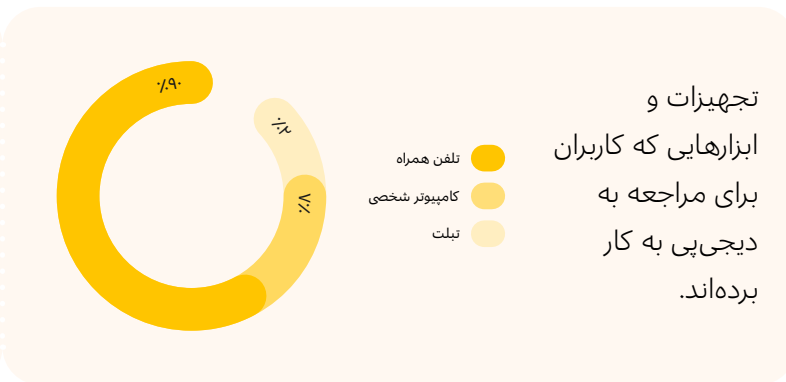 تجهیزات و
ابزارهایی که کاربران
برای مراجعه به
دیجی‌پی به کار
برده‌اند.
تلفن همراه
کامپیوتر شخصی
تبلت
۹۰٪
۲٪
۷٪